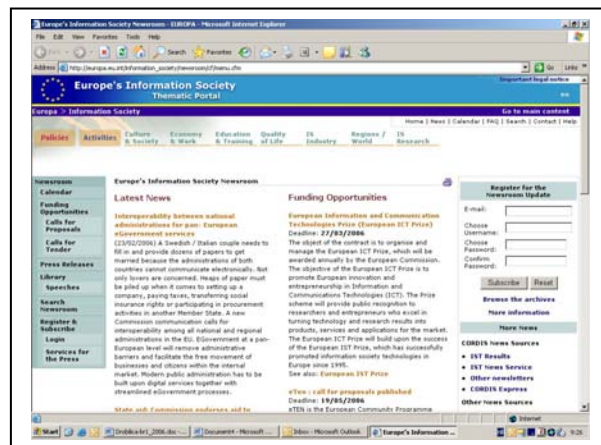 Europe's Information Society Newsroom - EUROPA - Microsoft Internet Explorer
File Edit View Favorites Tools Help
Back Search Favorites
Address http://europa.eu.int/information_society/newsroom/cf/menu.cfm Go Links
Important legal notice
Europe's Information Society
Thematic Portal
en
Europa > Information Society Go to main content
Home | News | Calendar | FAQ | Search | Contact | Help
Policies Activities Culture & Society Economy & Work Education & Training Quality of Life IS Industry Regions / World IS Research
Newsroom
Calendar
Funding
Opportunities
Calls for
Proposals
Calls for
Tender
Press Releases
Library
Speeches
Search
Newsroom
Register &
Subscribe
Login
Services for
the Press
Europe's Information Society Newsroom
Latest News
Interoperability between national
administrations for pan- European
eGovernment services
(23/02/2006) A Swedish / Italian couple needs to
fill in and provide dozens of papers to get
married because the administrations of both
countries cannot communicate electronically. Not
only lovers are concerned. Heaps of paper must
be piled up when it comes to setting up a
company, paying taxes, transferring social
insurance rights or participating in procurement
activities in another Member State. A new
Commission communication calls for
interoperability among all national and regional
administrations in the EU. EGovernment at a pan-
European level will remove administrative
barriers and facilitate the free movement of
businesses and citizens within the internal
market. Modern public administration has to be
built upon digital services together with
streamlined eGovernment processes.
State aid: Commission endorses aid to
Funding Opportunities
European Information and Communication
Technologies Prize (European ICT Prize)
Deadline: 27/03/2006
The object of the contract is to organise and
manage the European ICT Prize, which will be
awarded annually by the European Commission.
The objective of the European ICT Prize is to
promote European innovation and
entrepreneurship in Information and
Communications Technologies (ICT). The Prize
scheme will provide public recognition to
researchers and entrepreneurs who excel in
turning technology and research results into
products, services and applications for the market.
The European ICT Prize will build upon the success
of the European IST Prize, which has successfully
promoted information society technologies in
Europe since 1995.
See also: European IST Prize
eTen : call for proposals published
Deadline: 19/05/2006
eTEN is the European Community Programme
Register for the
Newsroom Update
E-mail:
Choose
Username:
Choose
Password:
Confirm
Password:
Subscribe Reset
Browse the archives
More information
More News
CORDIS News Sources
IST Results
IST News Service
Other newsletters
CORDIS Express
Other News Sources
Internet
Start Document4 - Microsoft ... Inbox - Microsoft Outlook Europe's Information ... 9:26